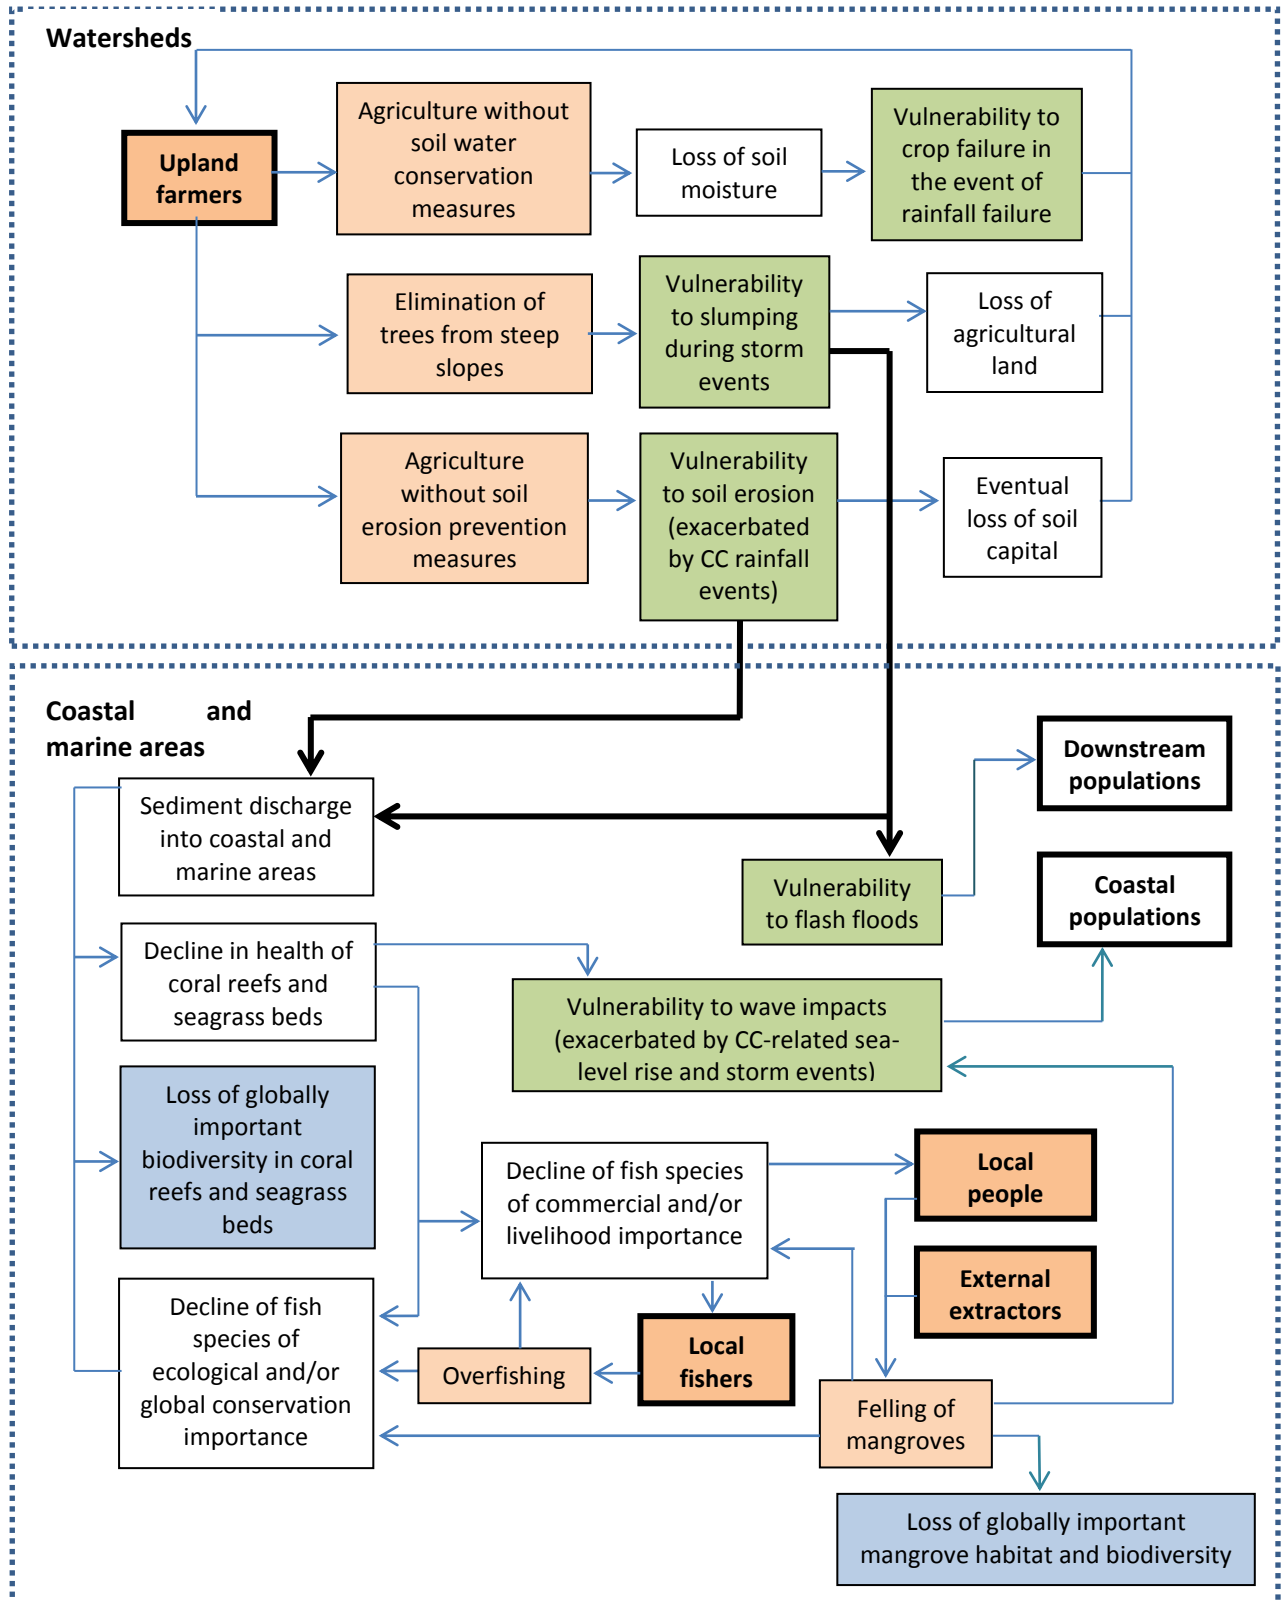 Watersheds
Upland
farmers
Agriculture without
soil water
conservation
measures
Loss of soil
moisture
Vulnerability to
crop failure in
the event of
rainfall failure
Elimination of
trees from steep
slopes
Vulnerability
to slumping
during storm
events
Loss of
agricultural
land
Agriculture
without soil
erosion prevention
measures
Vulnerability
to soil erosion
(exacerbated
by CC rainfall
events)
Eventual
loss of soil
capital
Coastal and
marine areas
Sediment discharge
into coastal and
marine areas
Downstream
populations
Vulnerability
to flash floods
Coastal
populations
Decline in health of
coral reefs and
seagrass beds
Vulnerability to wave impacts
(exacerbated by CC-related sea-
level rise and storm events)
Loss of globally
important
biodiversity in coral
reefs and seagrass
beds
Decline of fish species
of commercial and/or
livelihood importance
Local
people
External
extractors
Decline of fish
species of
ecological and/or
global conservation
importance
Overfishing
Local
fishers
Felling of
mangroves
Loss of globally important
mangrove habitat and biodiversity